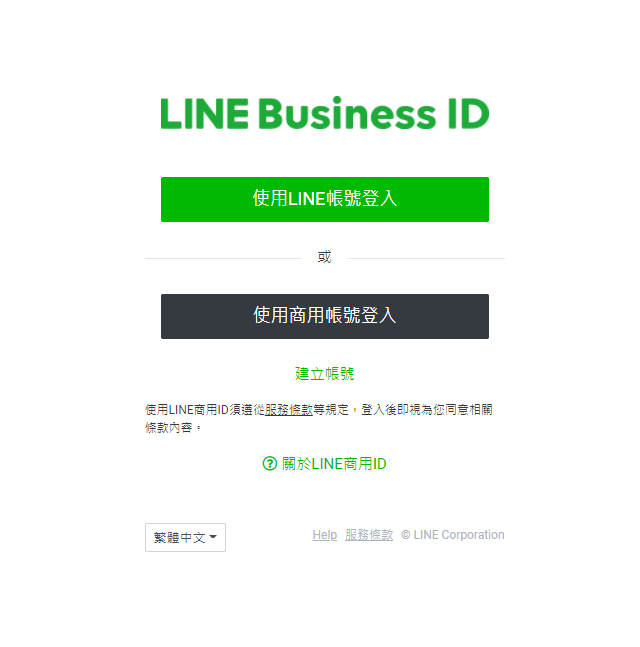 LINE Business ID
使用LINE帳號登入
或
使用商用帳號登入
建立帳號
使用LINE商用ID須遵從服務條款等規定，登入後即視為您同意相關
條款內容。
關於LINE商用ID
繁體中文
Help 服務條款 © LINE Corporation